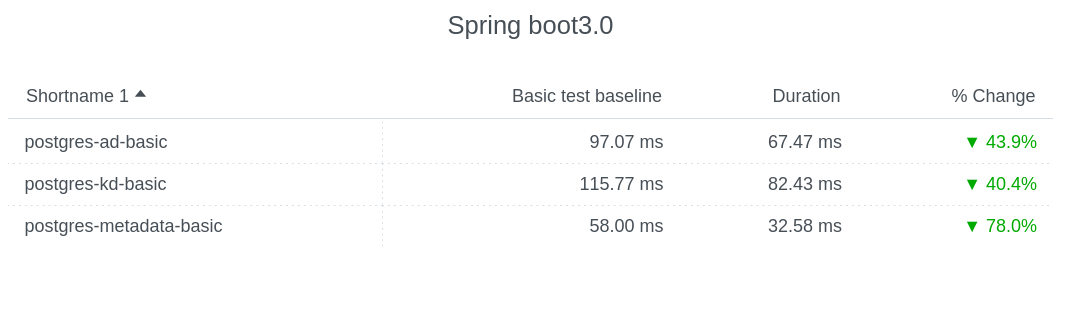 Spring boot3.0
Shortname 1 ▲ Basic test baseline Duration % Change
postgres-ad-basic 97.07 ms 67.47 ms ▼ 43.9%
postgres-kd-basic 115.77 ms 82.43 ms ▼ 40.4%
postgres-metadata-basic 58.00 ms 32.58 ms ▼ 78.0%